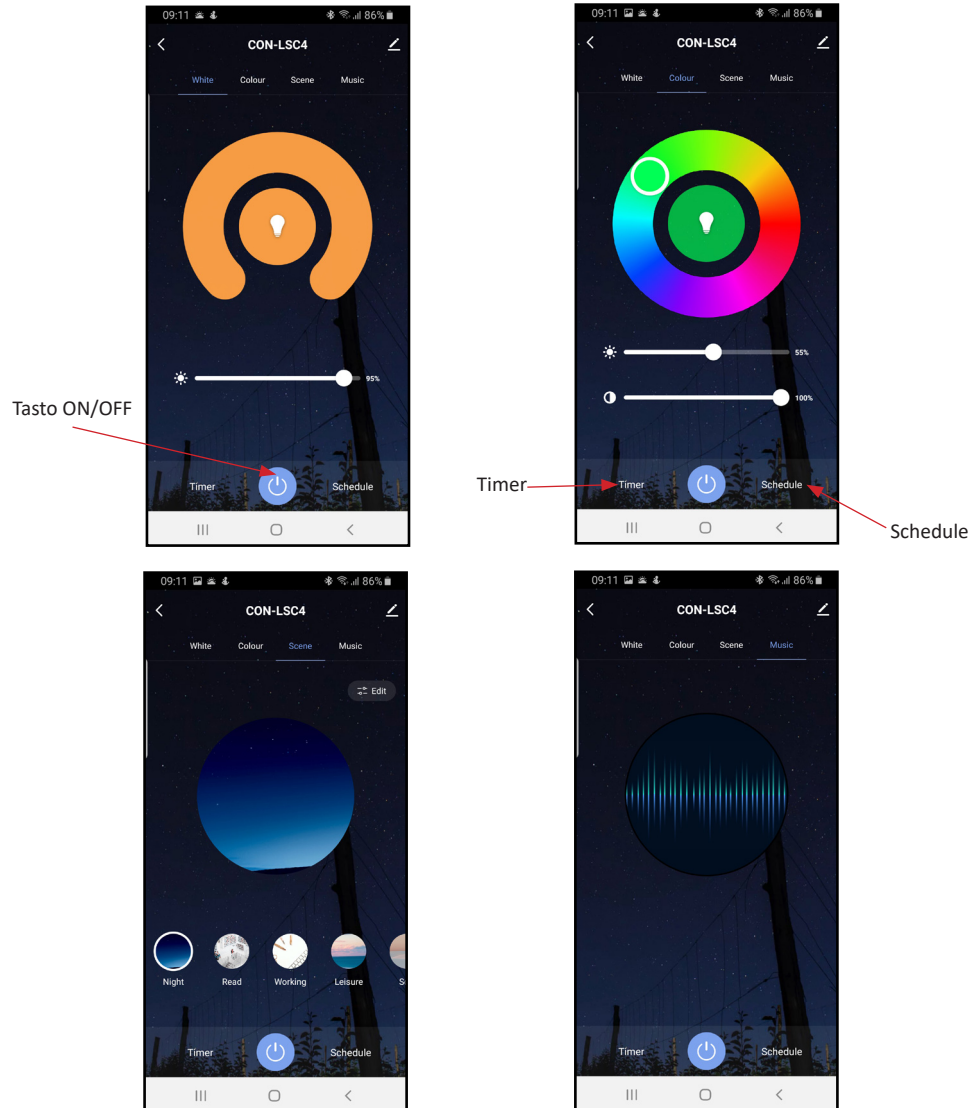 09:11 86%
CON-LSC4
White Colour Scene Music
95%
Tasto ON/OFF
Timer Schedule
09:11 86%
CON-LSC4
White Colour Scene Music
55%
100%
Timer
Timer Schedule
Schedule
09:11 86%
CON-LSC4
White Colour Scene Music
Edit
Night Read Working Leisure
Timer Schedule
09:11 86%
CON-LSC4
White Colour Scene Music
Timer Schedule